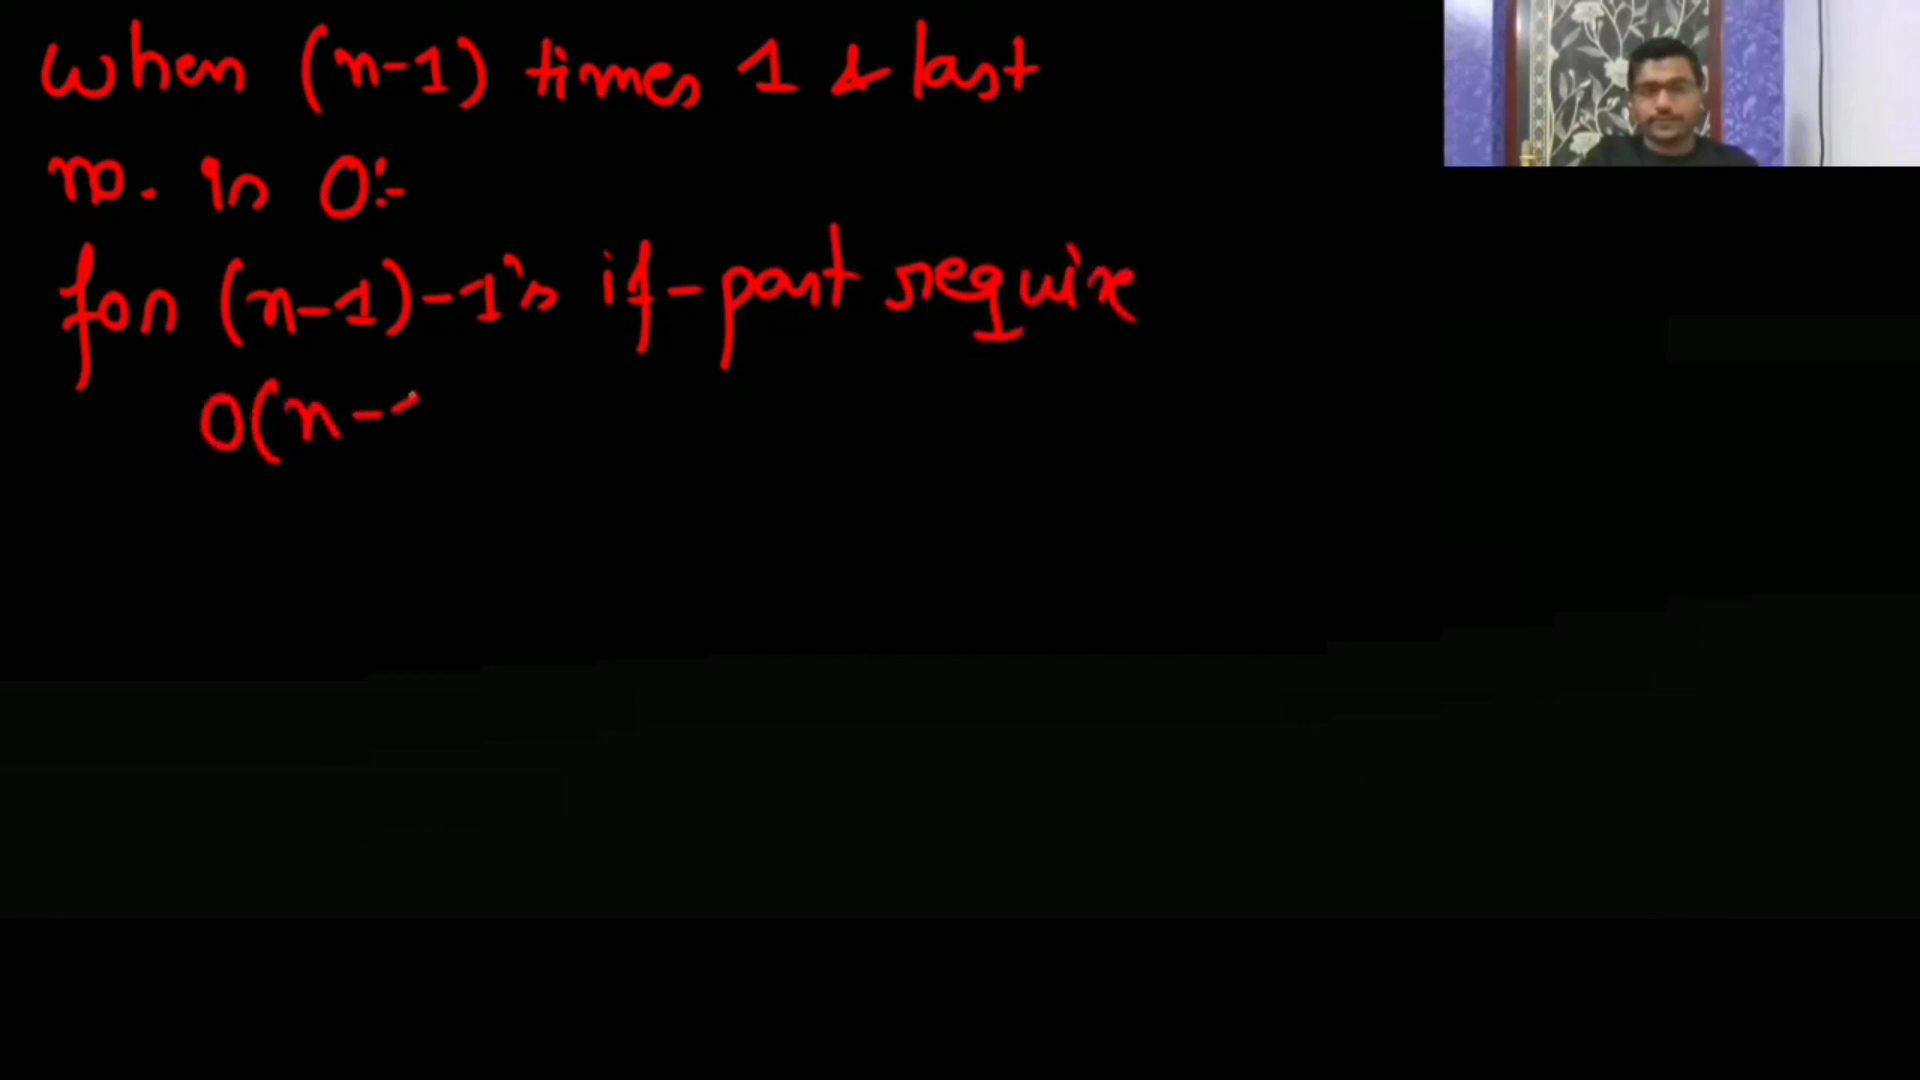 when (n-1) times 1 & last
no. is 0:-
for (n-1)-1's if-part require
O(n-